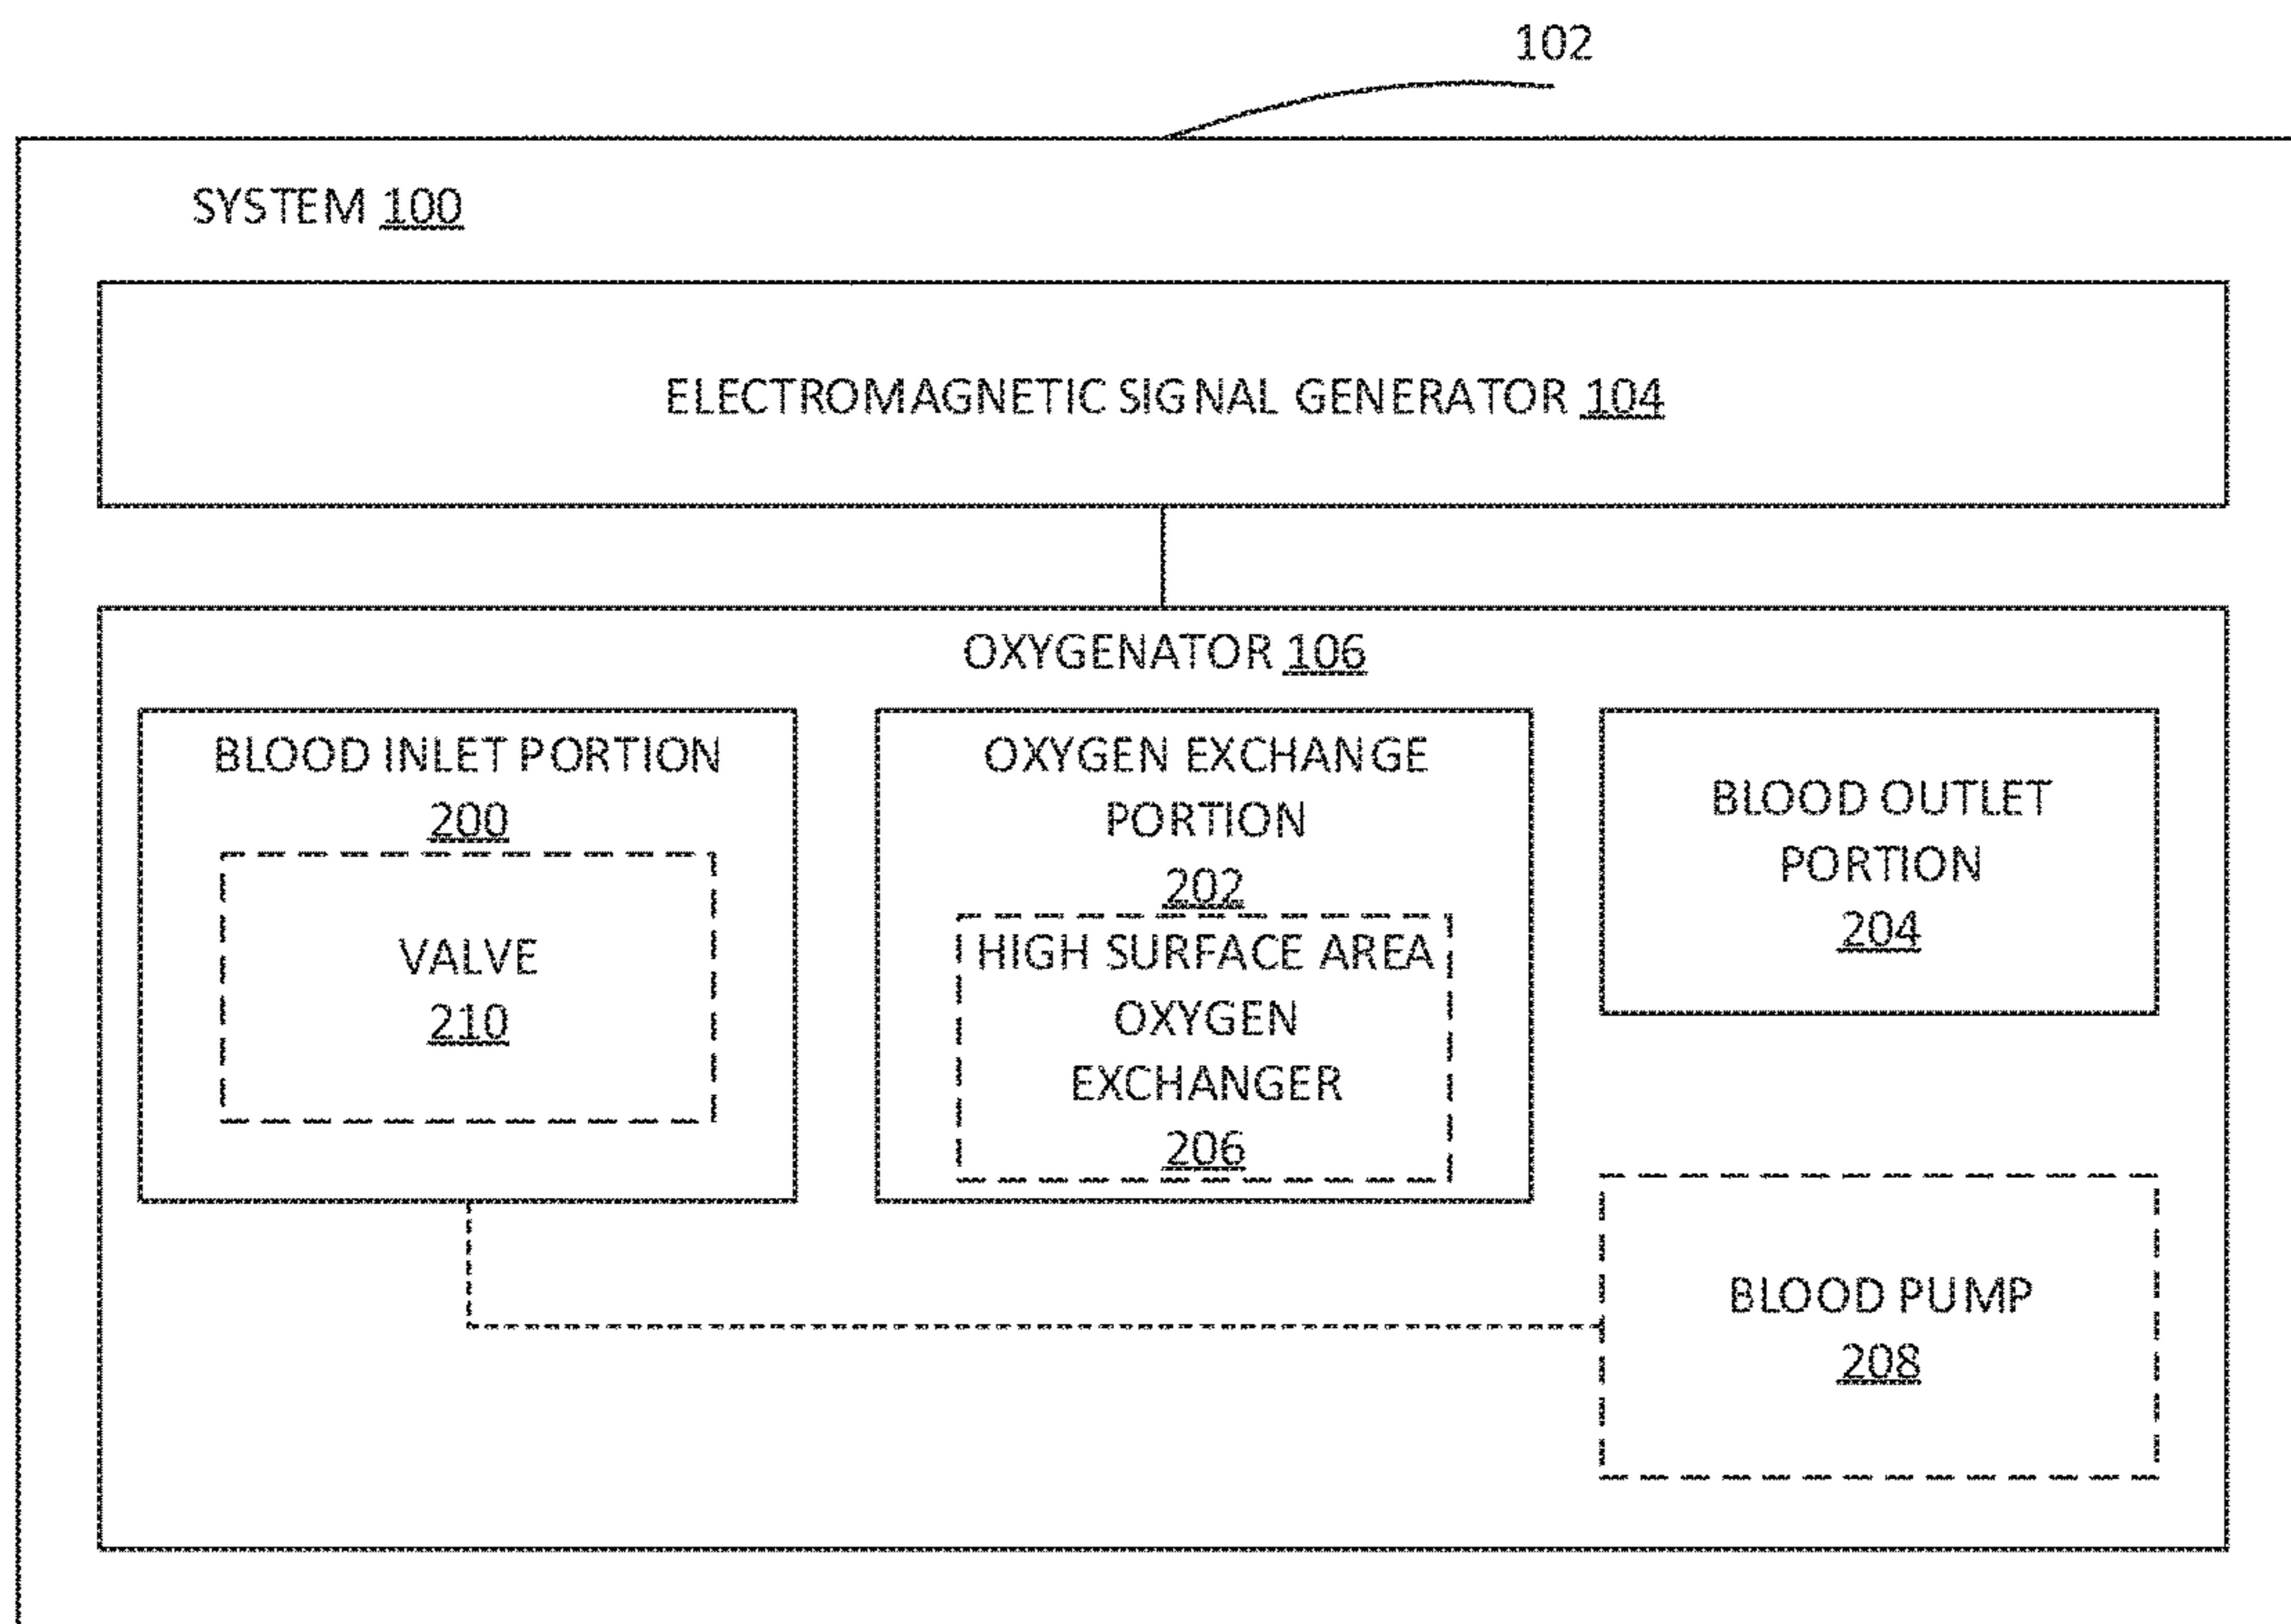 102
SYSTEM 100
ELECTROMAGNETIC SIGNAL GENERATOR 104
OXYGENATOR 106
BLOOD INLET PORTION
200
VALVE
210
OXYGEN EXCHANGE
PORTION
202
HIGH SURFACE AREA
OXYGEN
EXCHANGER
206
BLOOD OUTLET
PORTION
204
BLOOD PUMP
208